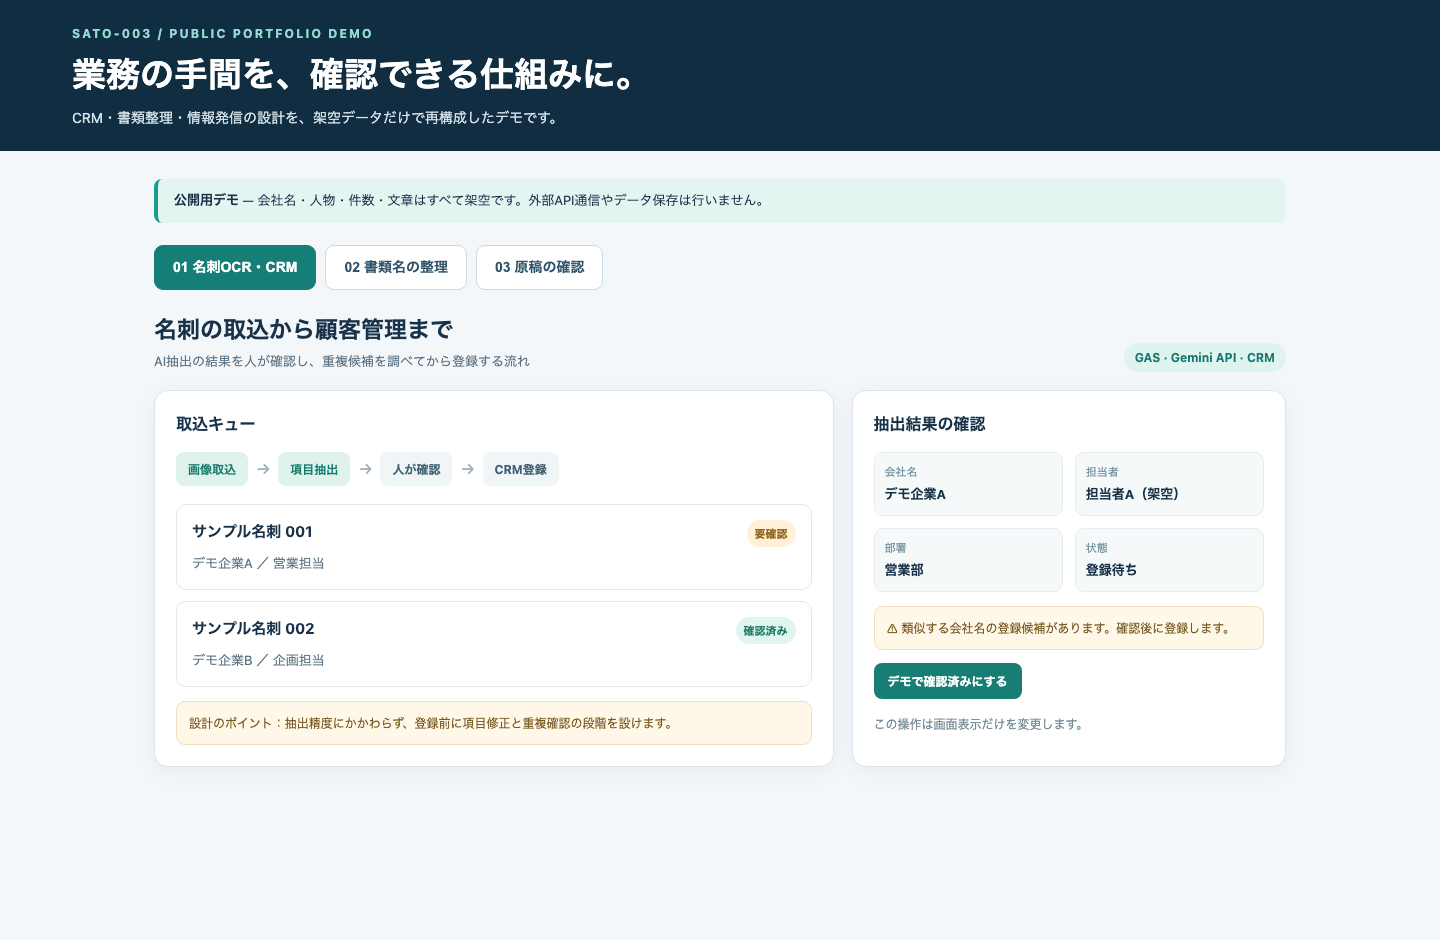 SATO-003 / PUBLIC PORTFOLIO DEMO
業務の手間を、確認できる仕組みに。
CRM・書類整理・情報発信の設計を、架空データだけで再構成したデモです。
公開用デモ — 会社名・人物・件数・文章はすべて架空です。外部API通信やデータ保存は行いません。
01 名刺OCR・CRM
02 書類名の整理
03 原稿の確認
名刺の取込から顧客管理まで
AI抽出の結果を人が確認し、重複候補を調べてから登録する流れ
GAS · Gemini API · CRM
取込キュー
画像取込 → 項目抽出 → 人が確認 → CRM登録
サンプル名刺 001
要確認
デモ企業A ／ 営業担当
サンプル名刺 002
確認済み
デモ企業B ／ 企画担当
設計のポイント：抽出精度にかかわらず、登録前に項目修正と重複確認の段階を設けます。
抽出結果の確認
会社名
デモ企業A
担当者
担当者A（架空）
部署
営業部
状態
登録待ち
⚠ 類似する会社名の登録候補があります。確認後に登録します。
デモで確認済みにする
この操作は画面表示だけを変更します。